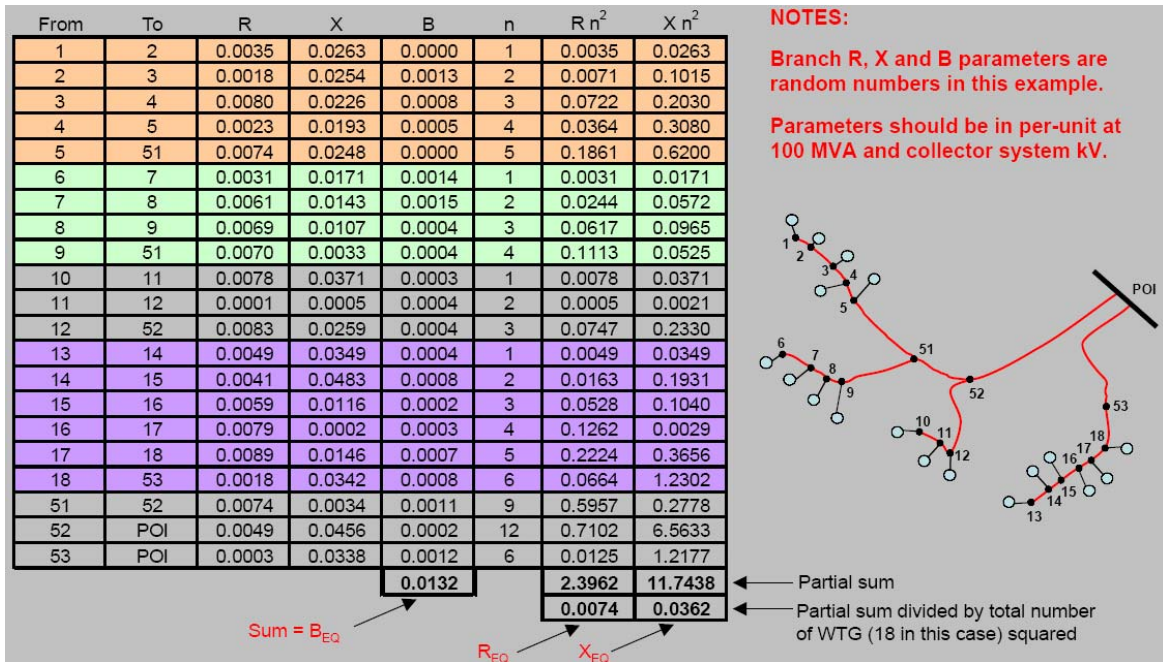 From To R X B n R n² X n²
1 2 0.0035 0.0263 0.0000 1 0.0035 0.0263
2 3 0.0018 0.0254 0.0013 2 0.0071 0.1015
3 4 0.0080 0.0226 0.0008 3 0.0722 0.2030
4 5 0.0023 0.0193 0.0005 4 0.0364 0.3080
5 51 0.0074 0.0248 0.0000 5 0.1861 0.6200
6 7 0.0031 0.0171 0.0014 1 0.0031 0.0171
7 8 0.0061 0.0143 0.0015 2 0.0244 0.0572
8 9 0.0069 0.0107 0.0004 3 0.0617 0.0965
9 51 0.0070 0.0033 0.0004 4 0.1113 0.0525
10 11 0.0078 0.0371 0.0003 1 0.0078 0.0371
11 12 0.0001 0.0005 0.0004 2 0.0005 0.0021
12 52 0.0083 0.0259 0.0004 3 0.0747 0.2330
13 14 0.0049 0.0349 0.0004 1 0.0049 0.0349
14 15 0.0041 0.0483 0.0008 2 0.0163 0.1931
15 16 0.0059 0.0116 0.0002 3 0.0528 0.1040
16 17 0.0079 0.0002 0.0003 4 0.1262 0.0029
17 18 0.0089 0.0146 0.0007 5 0.2224 0.3656
18 53 0.0018 0.0342 0.0008 6 0.0664 1.2302
51 52 0.0074 0.0034 0.0011 9 0.5957 0.2778
52 POI 0.0049 0.0456 0.0002 12 0.7102 6.5633
53 POI 0.0003 0.0338 0.0012 6 0.0125 1.2177
0.0132 2.3962 11.7438 Partial sum
0.0074 0.0362 Partial sum divided by total number
of WTG (18 in this case) squared
Sum = B_EQ
R_EQ X_EQ
NOTES:
Branch R, X and B parameters are
random numbers in this example.
Parameters should be in per-unit at
100 MVA and collector system kV.
1
2
3
4
5
POI
6
7
8
9
51
52
53
10
11
12
18
17
16
15
14
13